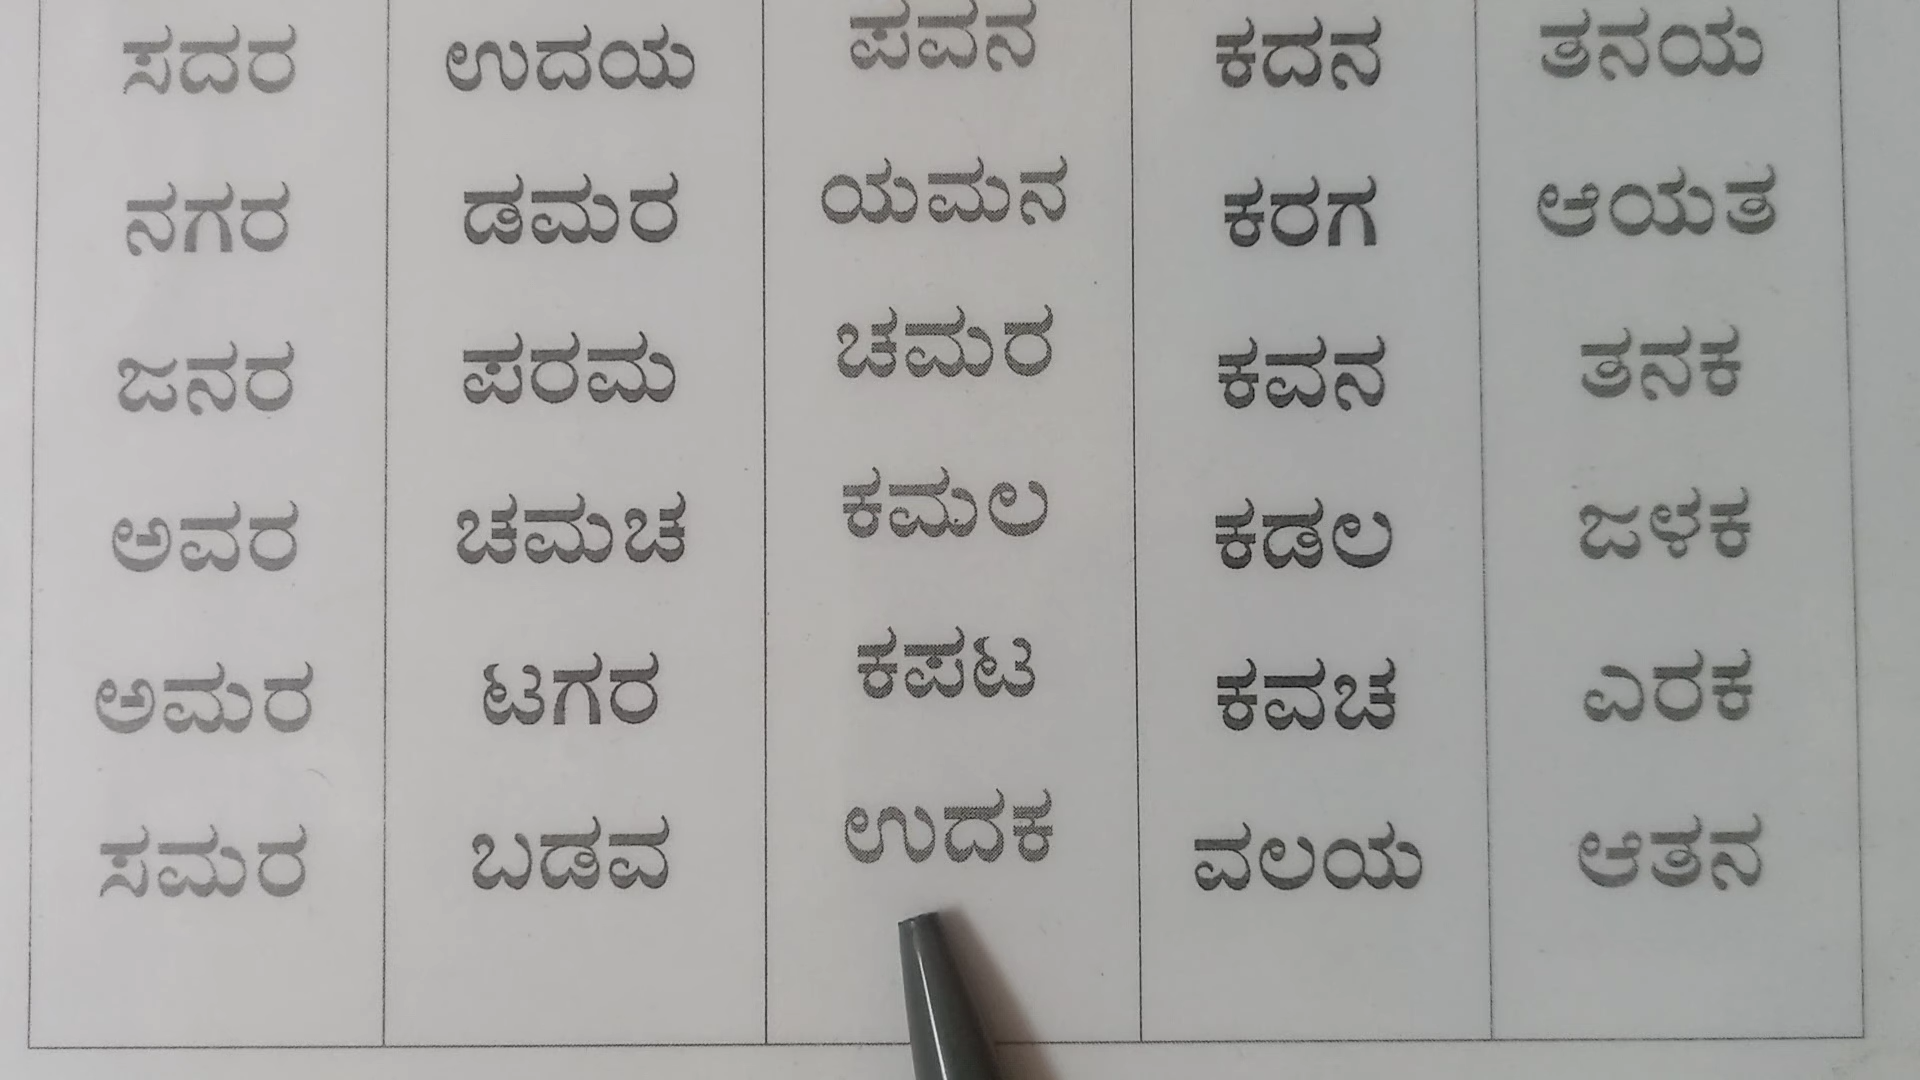 ಸದರ ಉದಯ ಪವನ ಕದನ ತನಯ
ನಗರ ಡಮರ ಯಮನ ಕರಗ ಆಯತ
ಜನರ ಪರಮ ಚಮರ ಕವನ ತನಕ
ಅವರ ಚಮಚ ಕಮಲ ಕಡಲ ಜಳಕ
ಅಮರ ಟಗರ ಕಪಟ ಕವಚ ಎರಕ
ಸಮರ ಬಡವ ಉದಕ ವಲಯ ಆತನ